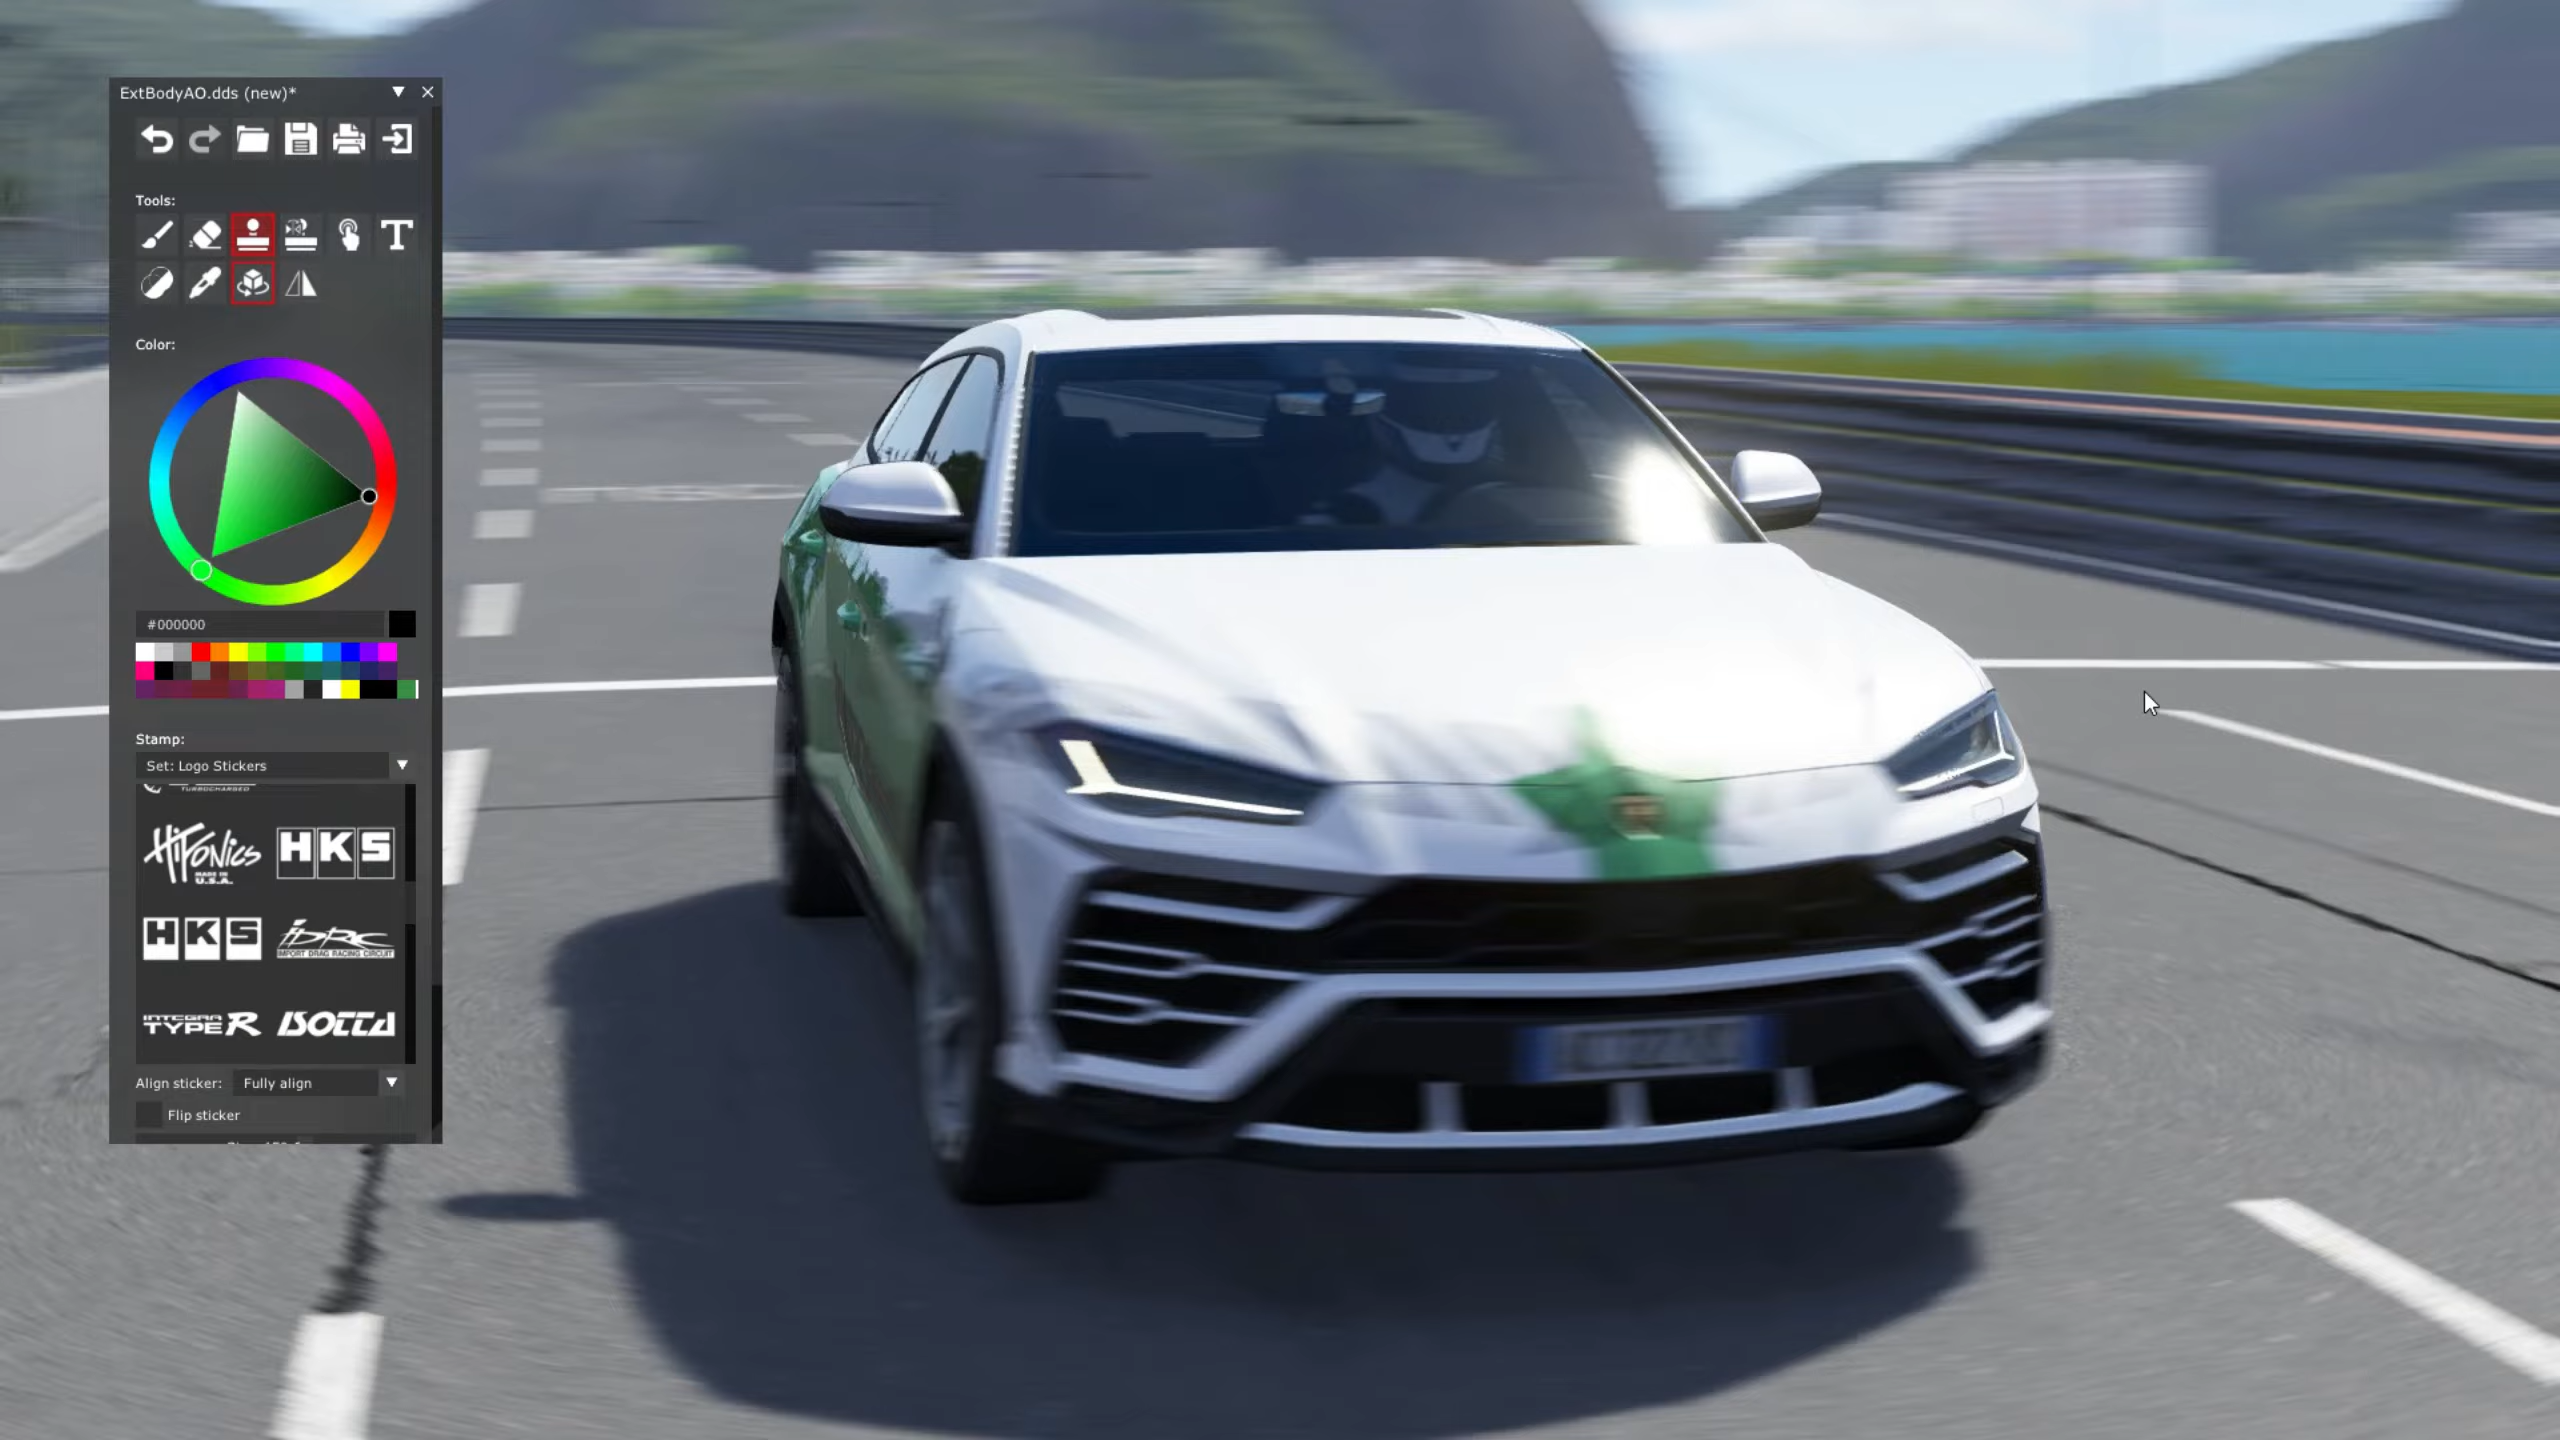 ExtBodyAO.dds (new)*
Tools:
T
Color:
#000000
Stamp:
Set: Logo Stickers
TURBOCHARGED
HiFonics HKS
MADE IN
U.S.A.
HKS iDRC
IMPORT DRAG RACING CIRCUIT
INTEGRA
TYPE R ISOTTA
Align sticker: Fully align
Flip sticker